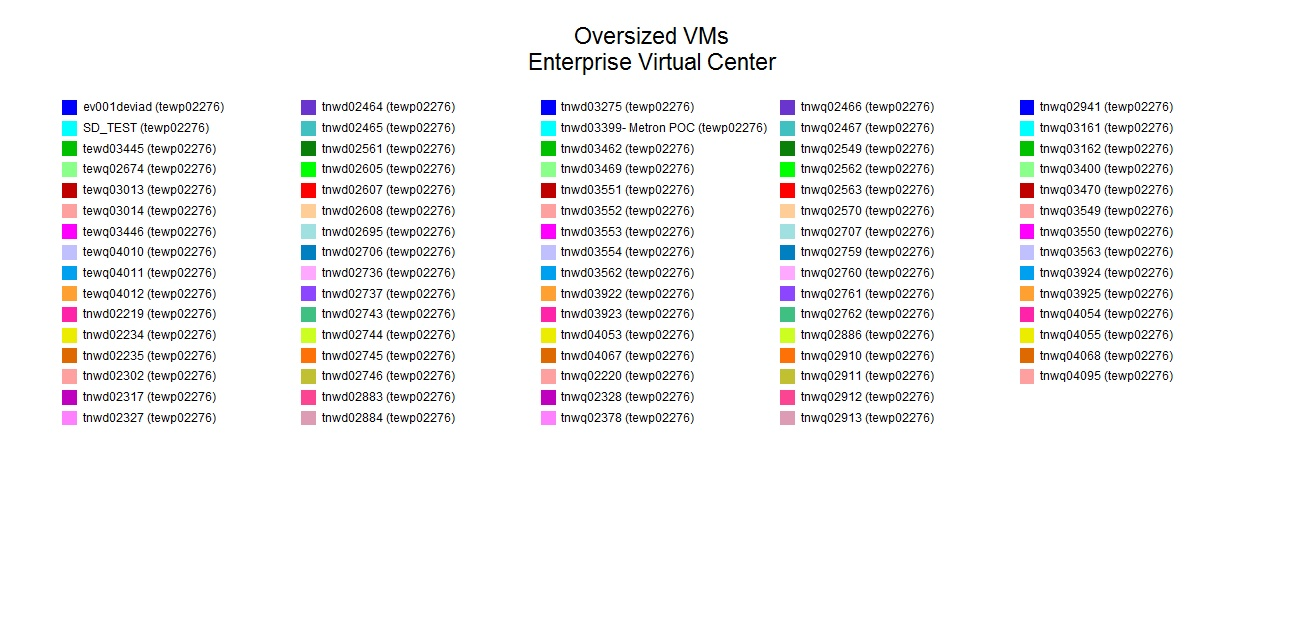 Oversized VMs
Enterprise Virtual Center
ev001deviad (tewp02276)
SD_TEST (tewp02276)
tewd03445 (tewp02276)
tewq02674 (tewp02276)
tewq03013 (tewp02276)
tewq03014 (tewp02276)
tewq03446 (tewp02276)
tewq04010 (tewp02276)
tewq04011 (tewp02276)
tewq04012 (tewp02276)
tnwd02219 (tewp02276)
tnwd02234 (tewp02276)
tnwd02235 (tewp02276)
tnwd02302 (tewp02276)
tnwd02317 (tewp02276)
tnwd02327 (tewp02276)
tnwd02464 (tewp02276)
tnwd02465 (tewp02276)
tnwd02561 (tewp02276)
tnwd02605 (tewp02276)
tnwd02607 (tewp02276)
tnwd02608 (tewp02276)
tnwd02695 (tewp02276)
tnwd02706 (tewp02276)
tnwd02736 (tewp02276)
tnwd02737 (tewp02276)
tnwd02743 (tewp02276)
tnwd02744 (tewp02276)
tnwd02745 (tewp02276)
tnwd02746 (tewp02276)
tnwd02883 (tewp02276)
tnwd02884 (tewp02276)
tnwd03275 (tewp02276)
tnwd03399- Metron POC (tewp02276)
tnwd03462 (tewp02276)
tnwd03469 (tewp02276)
tnwd03551 (tewp02276)
tnwd03552 (tewp02276)
tnwd03553 (tewp02276)
tnwd03554 (tewp02276)
tnwd03562 (tewp02276)
tnwd03922 (tewp02276)
tnwd03923 (tewp02276)
tnwd04053 (tewp02276)
tnwd04067 (tewp02276)
tnwq02220 (tewp02276)
tnwq02328 (tewp02276)
tnwq02378 (tewp02276)
tnwq02466 (tewp02276)
tnwq02467 (tewp02276)
tnwq02549 (tewp02276)
tnwq02562 (tewp02276)
tnwq02563 (tewp02276)
tnwq02570 (tewp02276)
tnwq02707 (tewp02276)
tnwq02759 (tewp02276)
tnwq02760 (tewp02276)
tnwq02761 (tewp02276)
tnwq02762 (tewp02276)
tnwq02886 (tewp02276)
tnwq02910 (tewp02276)
tnwq02911 (tewp02276)
tnwq02912 (tewp02276)
tnwq02913 (tewp02276)
tnwq02941 (tewp02276)
tnwq03161 (tewp02276)
tnwq03162 (tewp02276)
tnwq03400 (tewp02276)
tnwq03470 (tewp02276)
tnwq03549 (tewp02276)
tnwq03550 (tewp02276)
tnwq03563 (tewp02276)
tnwq03924 (tewp02276)
tnwq03925 (tewp02276)
tnwq04054 (tewp02276)
tnwq04055 (tewp02276)
tnwq04068 (tewp02276)
tnwq04095 (tewp02276)